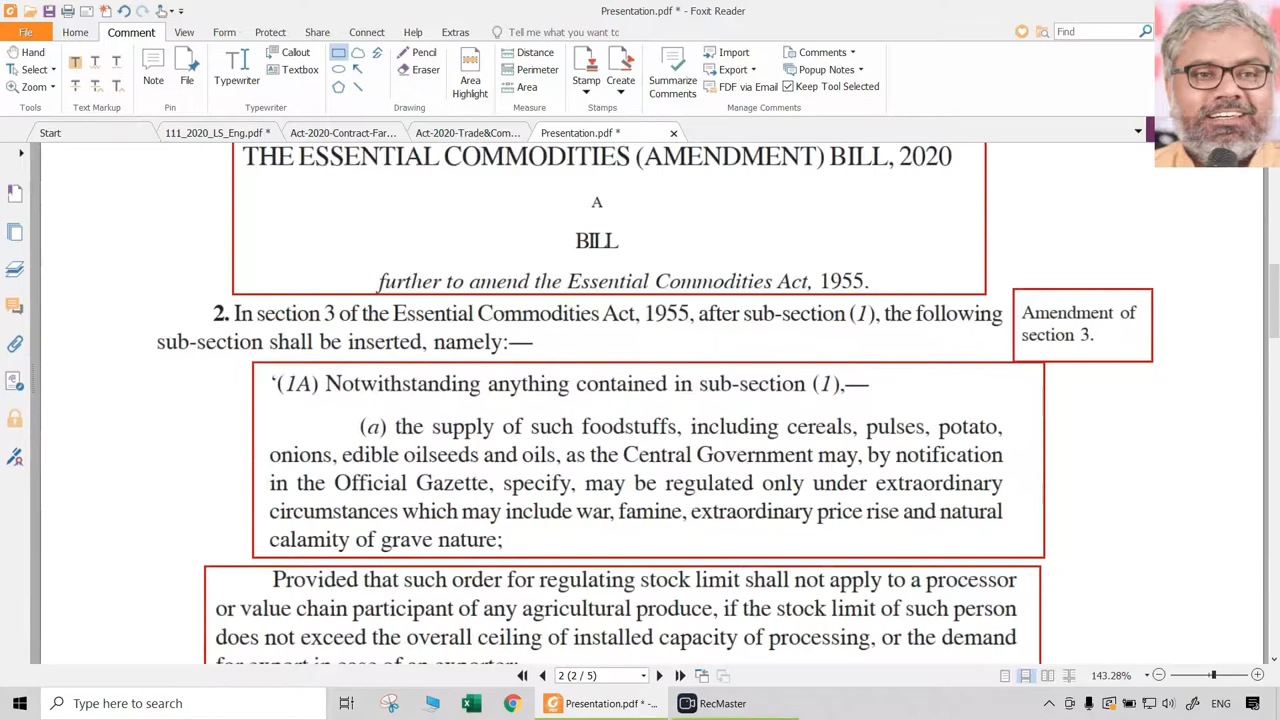 Presentation.pdf * - Foxit Reader
File Home Comment View Form Protect Share Connect Help Extras Tell me what you want to Find
Hand
Select
Zoom
Tools
Text Markup
Note
File
Pin
Typewriter
Callout
Textbox
Typewriter
Pencil
Eraser
Drawing
Area
Highlight
Distance
Perimeter
Area
Measure
Stamp
Create
Stamps
Summarize
Comments
Import
Export
FDF via Email
Comments
Popup Notes
Keep Tool Selected
Manage Comments
Start 111_2020_LS_Eng.pdf * Act-2020-Contract-Far... Act-2020-Trade&Com... Presentation.pdf *
THE ESSENTIAL COMMODITIES (AMENDMENT) BILL, 2020
A
BILL
further to amend the Essential Commodities Act, 1955.
2. In section 3 of the Essential Commodities Act, 1955, after sub-section (1), the following
sub-section shall be inserted, namely:—
Amendment of
section 3.
‘(1A) Notwithstanding anything contained in sub-section (1),—
(a) the supply of such foodstuffs, including cereals, pulses, potato,
onions, edible oilseeds and oils, as the Central Government may, by notification
in the Official Gazette, specify, may be regulated only under extraordinary
circumstances which may include war, famine, extraordinary price rise and natural
calamity of grave nature;
Provided that such order for regulating stock limit shall not apply to a processor
or value chain participant of any agricultural produce, if the stock limit of such person
does not exceed the overall ceiling of installed capacity of processing, or the demand
for export in case of an exporter:
2 (2 / 5) 143.28%
Type here to search Presentation.pdf * -... RecMaster ENG